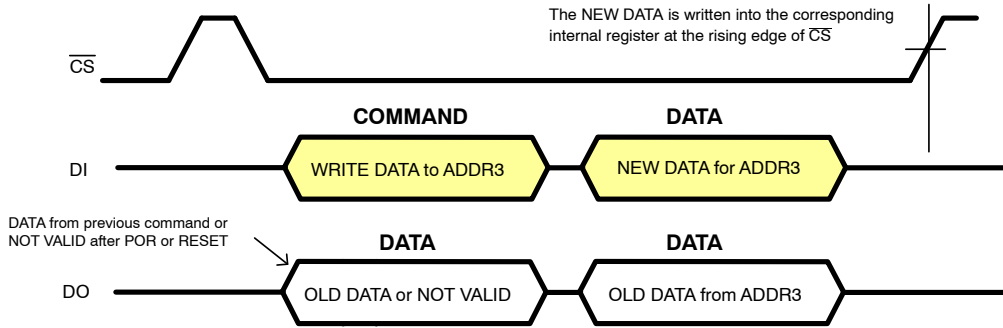 The NEW DATA is written into the corresponding
internal register at the rising edge of CS
CS
COMMAND
DATA
DI
WRITE DATA to ADDR3
NEW DATA for ADDR3
DATA from previous command or
NOT VALID after POR or RESET
DATA
DATA
DO
OLD DATA or NOT VALID
OLD DATA from ADDR3